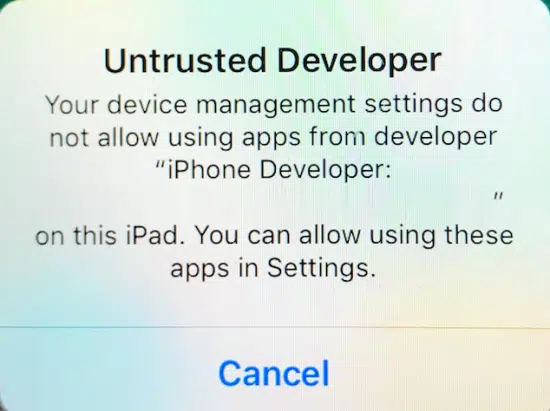 Untrusted Developer
Your device management settings do
not allow using apps from developer
“iPhone Developer:
”
on this iPad. You can allow using these
apps in Settings.
Cancel